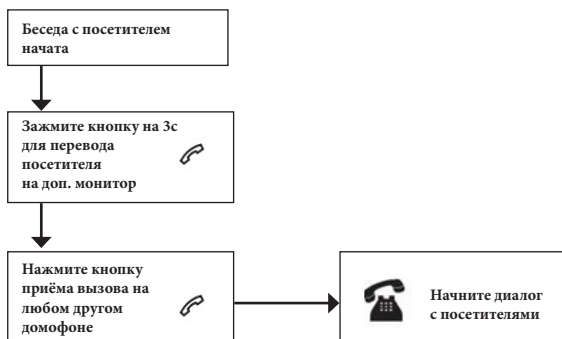 Беседа с посетителем
начата
Зажмите кнопку на 3с
для перевода
посетителя
на доп. монитор
Нажмите кнопку
приёма вызова на
любом другом
домофоне
Начните диалог
с посетителями